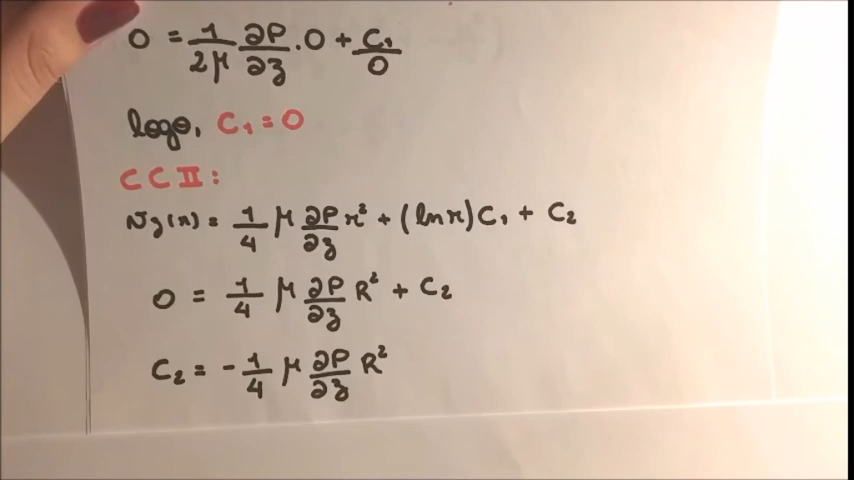 0 = 1/2μ ∂P/∂z . 0 + C₁/0
logo, C₁ = 0
CC II:
Nz(r) = 1/4 μ ∂P/∂z r² + (ln r) C₁ + C₂
0 = 1/4 μ ∂P/∂z R² + C₂
C₂ = - 1/4 μ ∂P/∂z R²